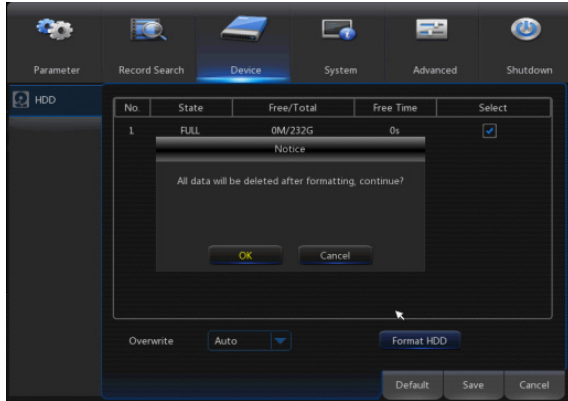 Parameter Record Search Device System Advanced Shutdown
HDD
No. State Free/Total Free Time Select
1 FULL 0M/232G 0s
Notice
All data will be deleted after formatting, continue?
OK Cancel
Overwrite Auto Format HDD
Default Save Cancel